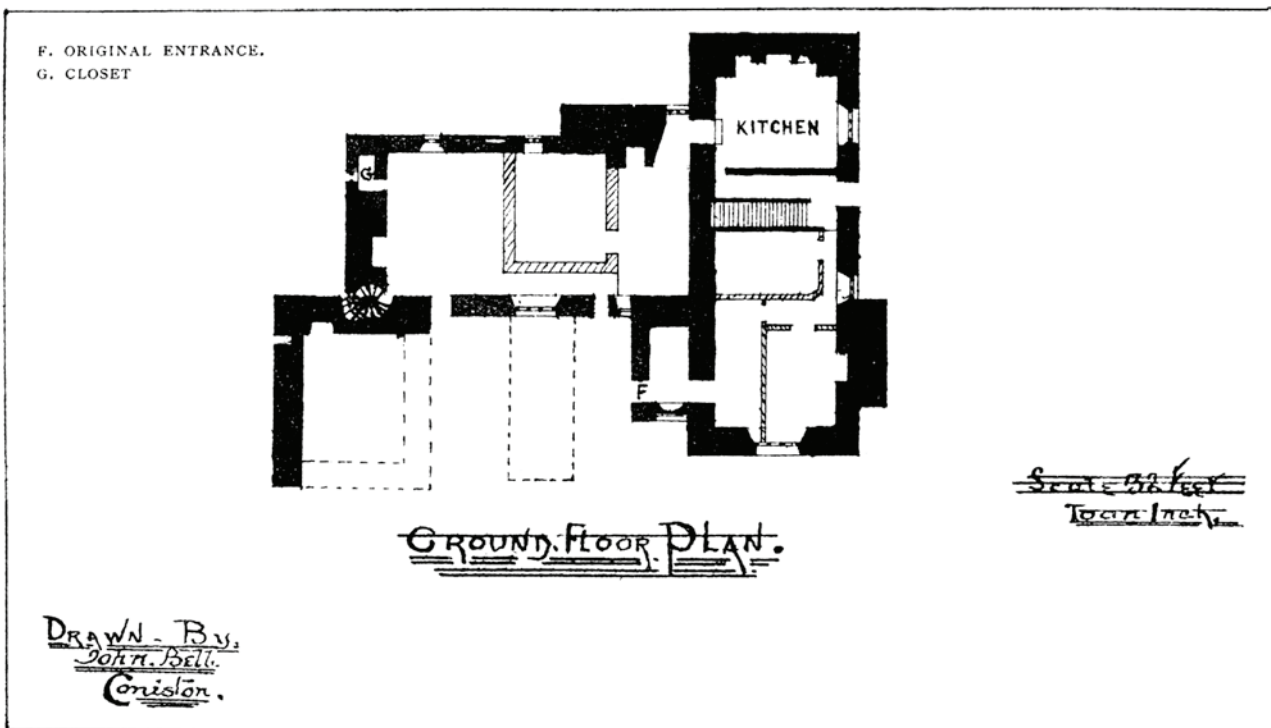 F. ORIGINAL ENTRANCE.
G. CLOSET
KITCHEN
G
F
GROUND. FLOOR PLAN.
Scale 32 Feet
To an Inch.
DRAWN - By.
John. Bell.
Coniston.